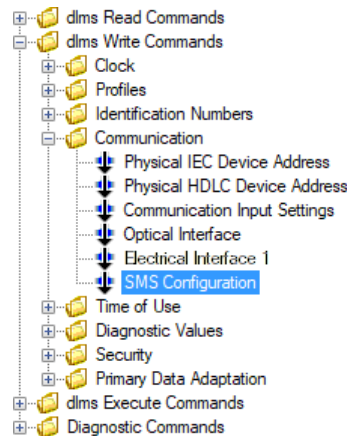 dlms Read Commands
dlms Write Commands
Clock
Profiles
Identification Numbers
Communication
Physical IEC Device Address
Physical HDLC Device Address
Communication Input Settings
Optical Interface
Electrical Interface 1
SMS Configuration
Time of Use
Diagnostic Values
Security
Primary Data Adaptation
dlms Execute Commands
Diagnostic Commands